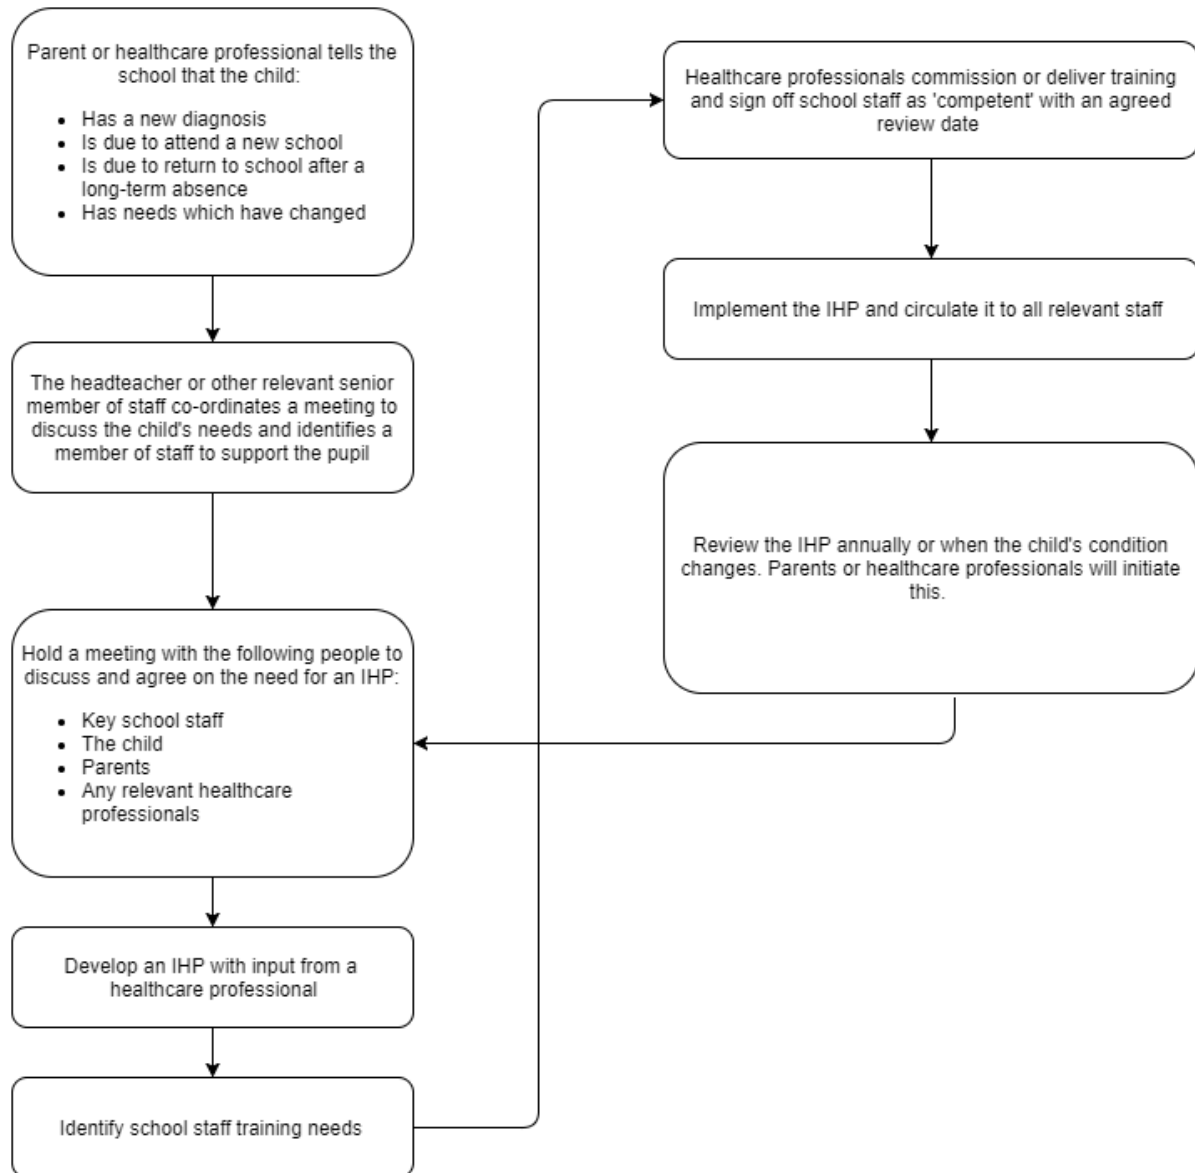 Parent or healthcare professional tells the
school that the child:
• Has a new diagnosis
• Is due to attend a new school
• Is due to return to school after a
long-term absence
• Has needs which have changed
The headteacher or other relevant senior
member of staff co-ordinates a meeting to
discuss the child's needs and identifies a
member of staff to support the pupil
Hold a meeting with the following people to
discuss and agree on the need for an IHP:
• Key school staff
• The child
• Parents
• Any relevant healthcare
professionals
Develop an IHP with input from a
healthcare professional
Identify school staff training needs
Healthcare professionals commission or deliver training
and sign off school staff as 'competent' with an agreed
review date
Implement the IHP and circulate it to all relevant staff
Review the IHP annually or when the child's condition
changes. Parents or healthcare professionals will initiate
this.